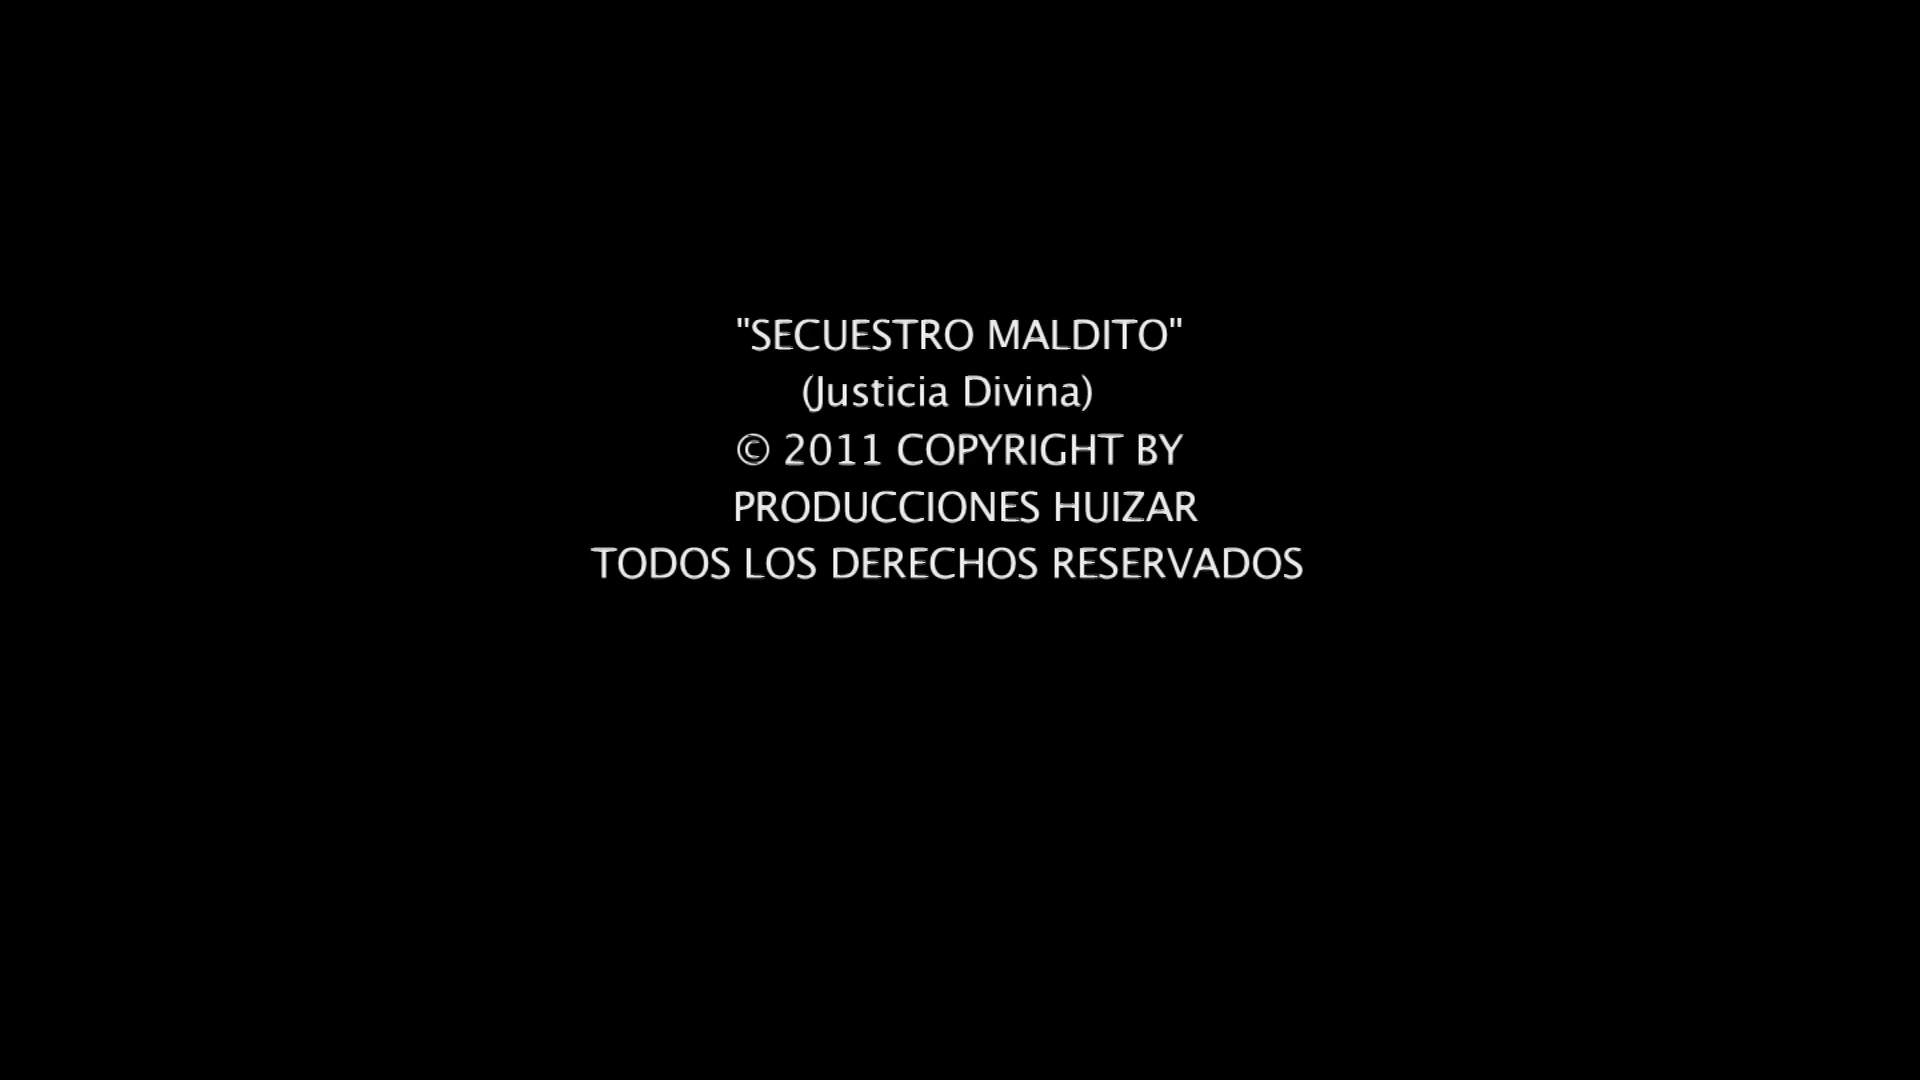 "SECUESTRO MALDITO"
(Justicia Divina)
© 2011 COPYRIGHT BY
PRODUCCIONES HUIZAR
TODOS LOS DERECHOS RESERVADOS